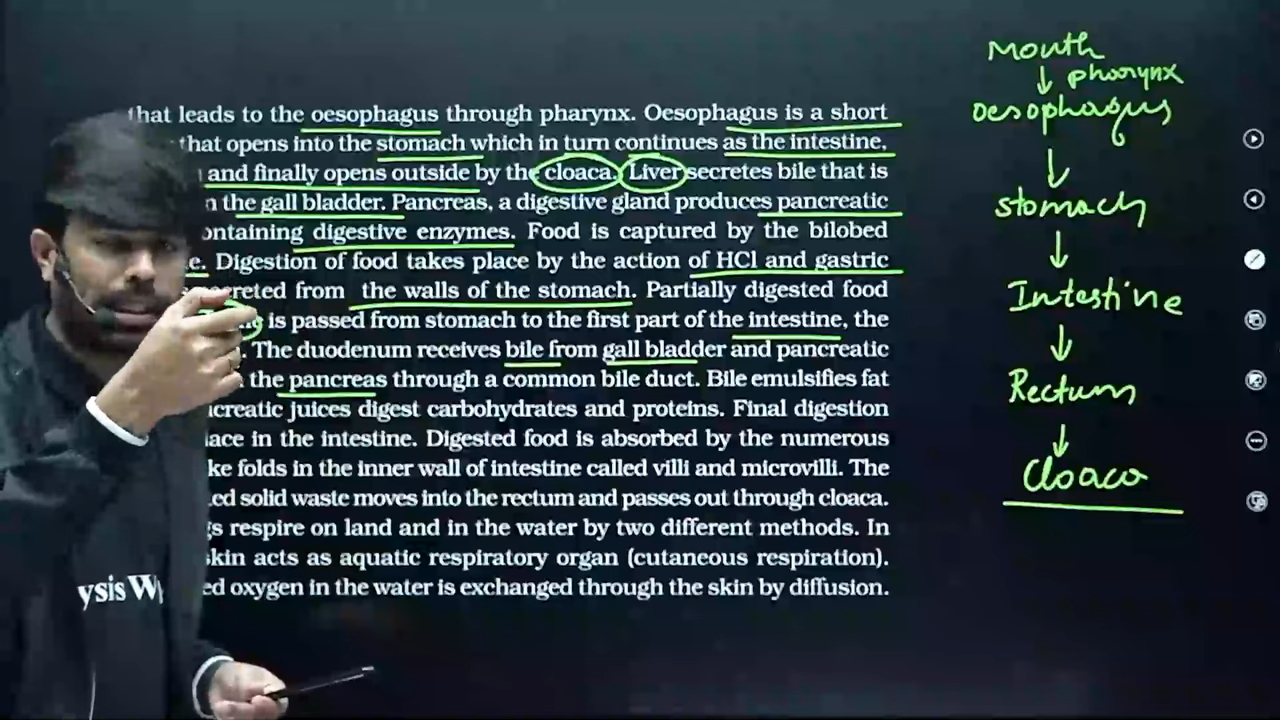 that leads to the oesophagus through pharynx. Oesophagus is a short
that opens into the stomach which in turn continues as the intestine,
and finally opens outside by the cloaca. Liver secretes bile that is
the gall bladder. Pancreas, a digestive gland produces pancreatic
digestive enzymes. Food is captured by the bilobed
Digestion of food takes place by the action of HCl and gastric
from the walls of the stomach. Partially digested food
is passed from stomach to the first part of the intestine, the
The duodenum receives bile from gall bladder and pancreatic
the pancreas through a common bile duct. Bile emulsifies fat
juices digest carbohydrates and proteins. Final digestion
in the intestine. Digested food is absorbed by the numerous
folds in the inner wall of intestine called villi and microvilli. The
solid waste moves into the rectum and passes out through cloaca.
respire on land and in the water by two different methods. In
skin acts as aquatic respiratory organ (cutaneous respiration).
oxygen in the water is exchanged through the skin by diffusion.
Mouth
pharynx
Oesophagus
Stomach
Intestine
Rectum
Cloaca
ysis W